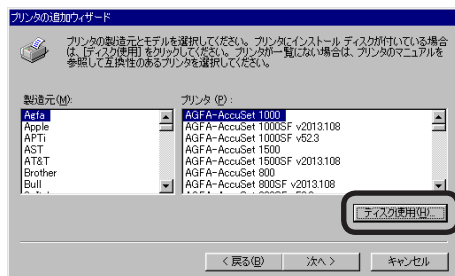 プリンタの追加ウィザード
プリンタの製造元とモデルを選択してください。プリンタにインストール ディスクが付いている場合
は、[ディスク使用] をクリックしてください。プリンタが一覧にない場合は、プリンタのマニュアルを
参照して互換性のあるプリンタを選択してください。
製造元(M):
Agfa
Apple
APTi
AST
AT&T
Brother
Bull
プリンタ (P) :
AGFA-AccuSet 1000
AGFA-AccuSet 1000SF v2013.108
AGFA-AccuSet 1000SF v52.3
AGFA-AccuSet 1500
AGFA-AccuSet 1500SF v2013.108
AGFA-AccuSet 800
AGFA-AccuSet 800SF v2013.108
ディスク使用(H)...
< 戻る(B)
次へ >
キャンセル